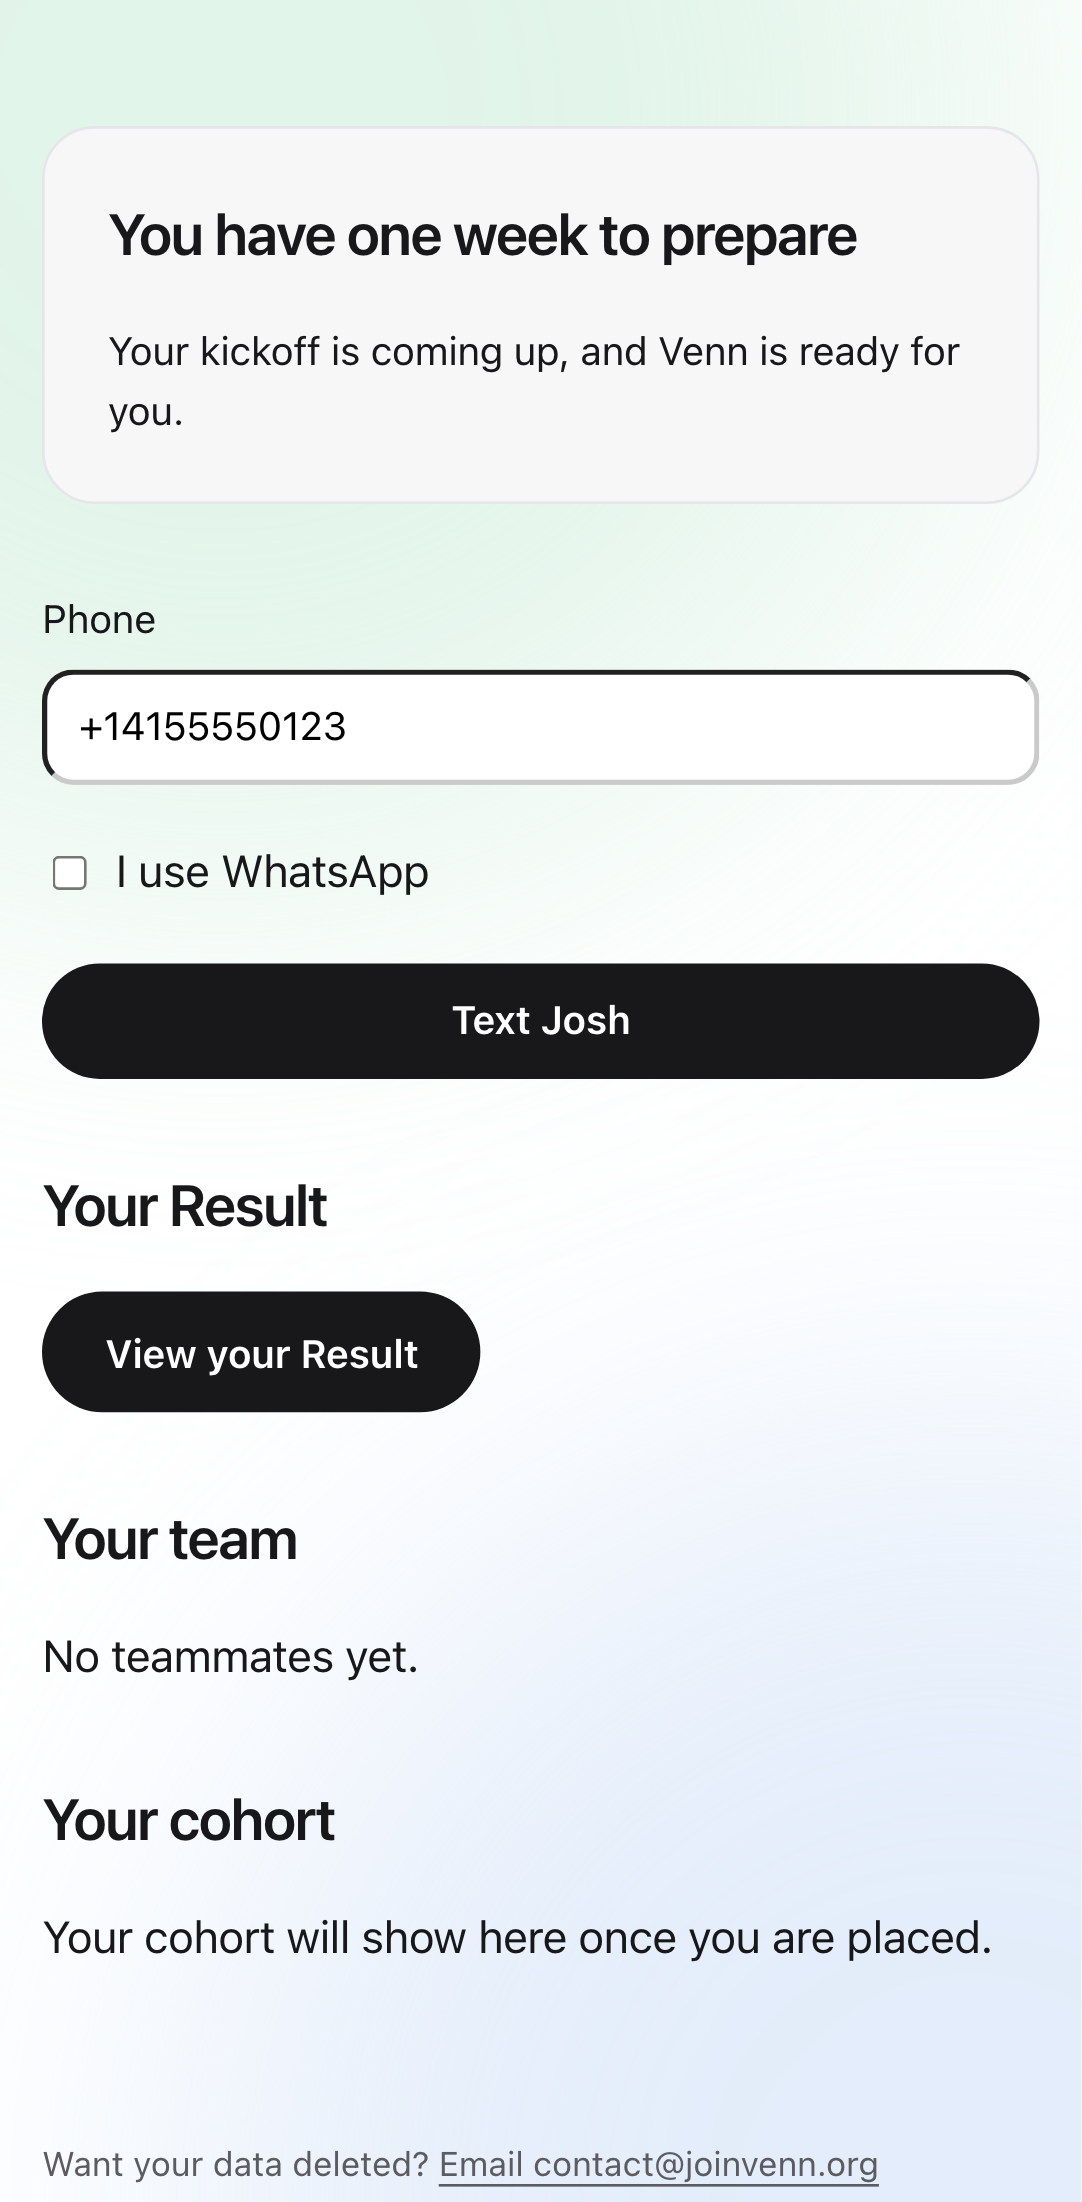 You have one week to prepare
Your kickoff is coming up, and Venn is ready for
you.
Phone
+14155550123
I use WhatsApp
Text Josh
Your Result
View your Result
Your team
No teammates yet.
Your cohort
Your cohort will show here once you are placed.
Want your data deleted? Email contact@joinvenn.org